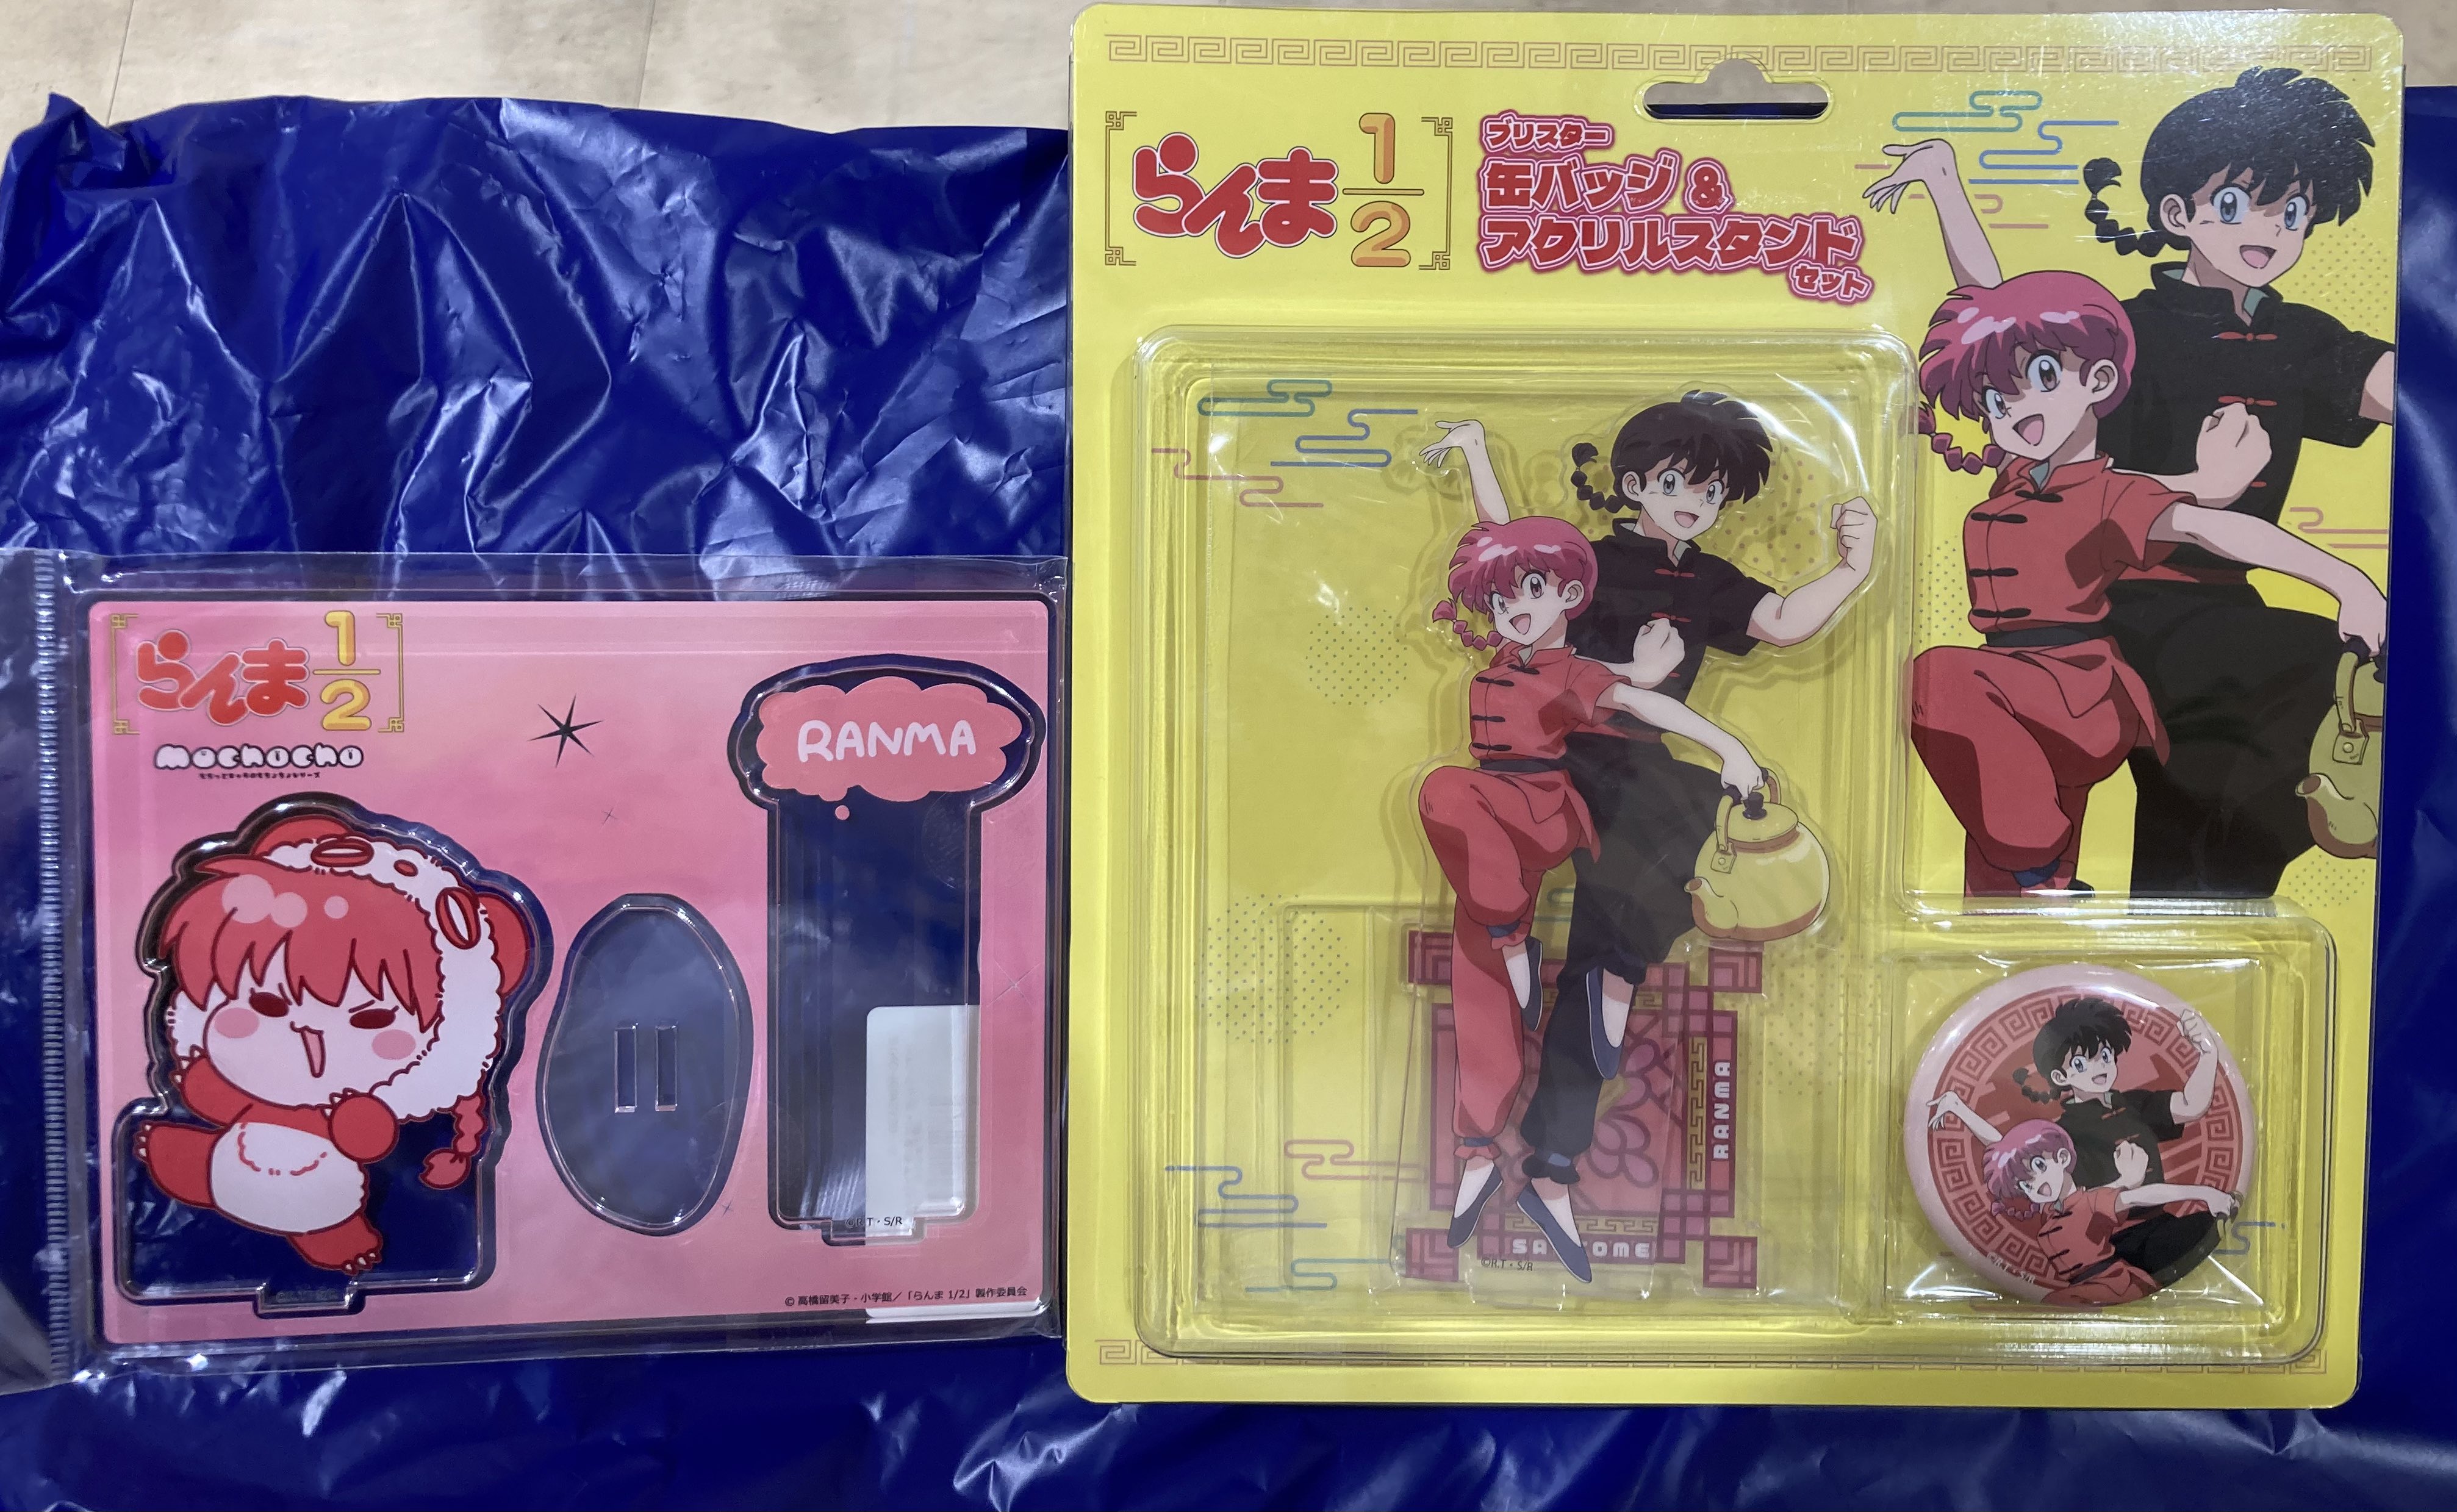 らんま
1
2
mochocho
RANMA
©R.T・S/R
© 高橋留美子・小学館／「らんま 1/2」製作委員会
らんま
1
2
ブリスター
缶バッジ &
アクリルスタンド
セット
RANMA
©R.T・S/R